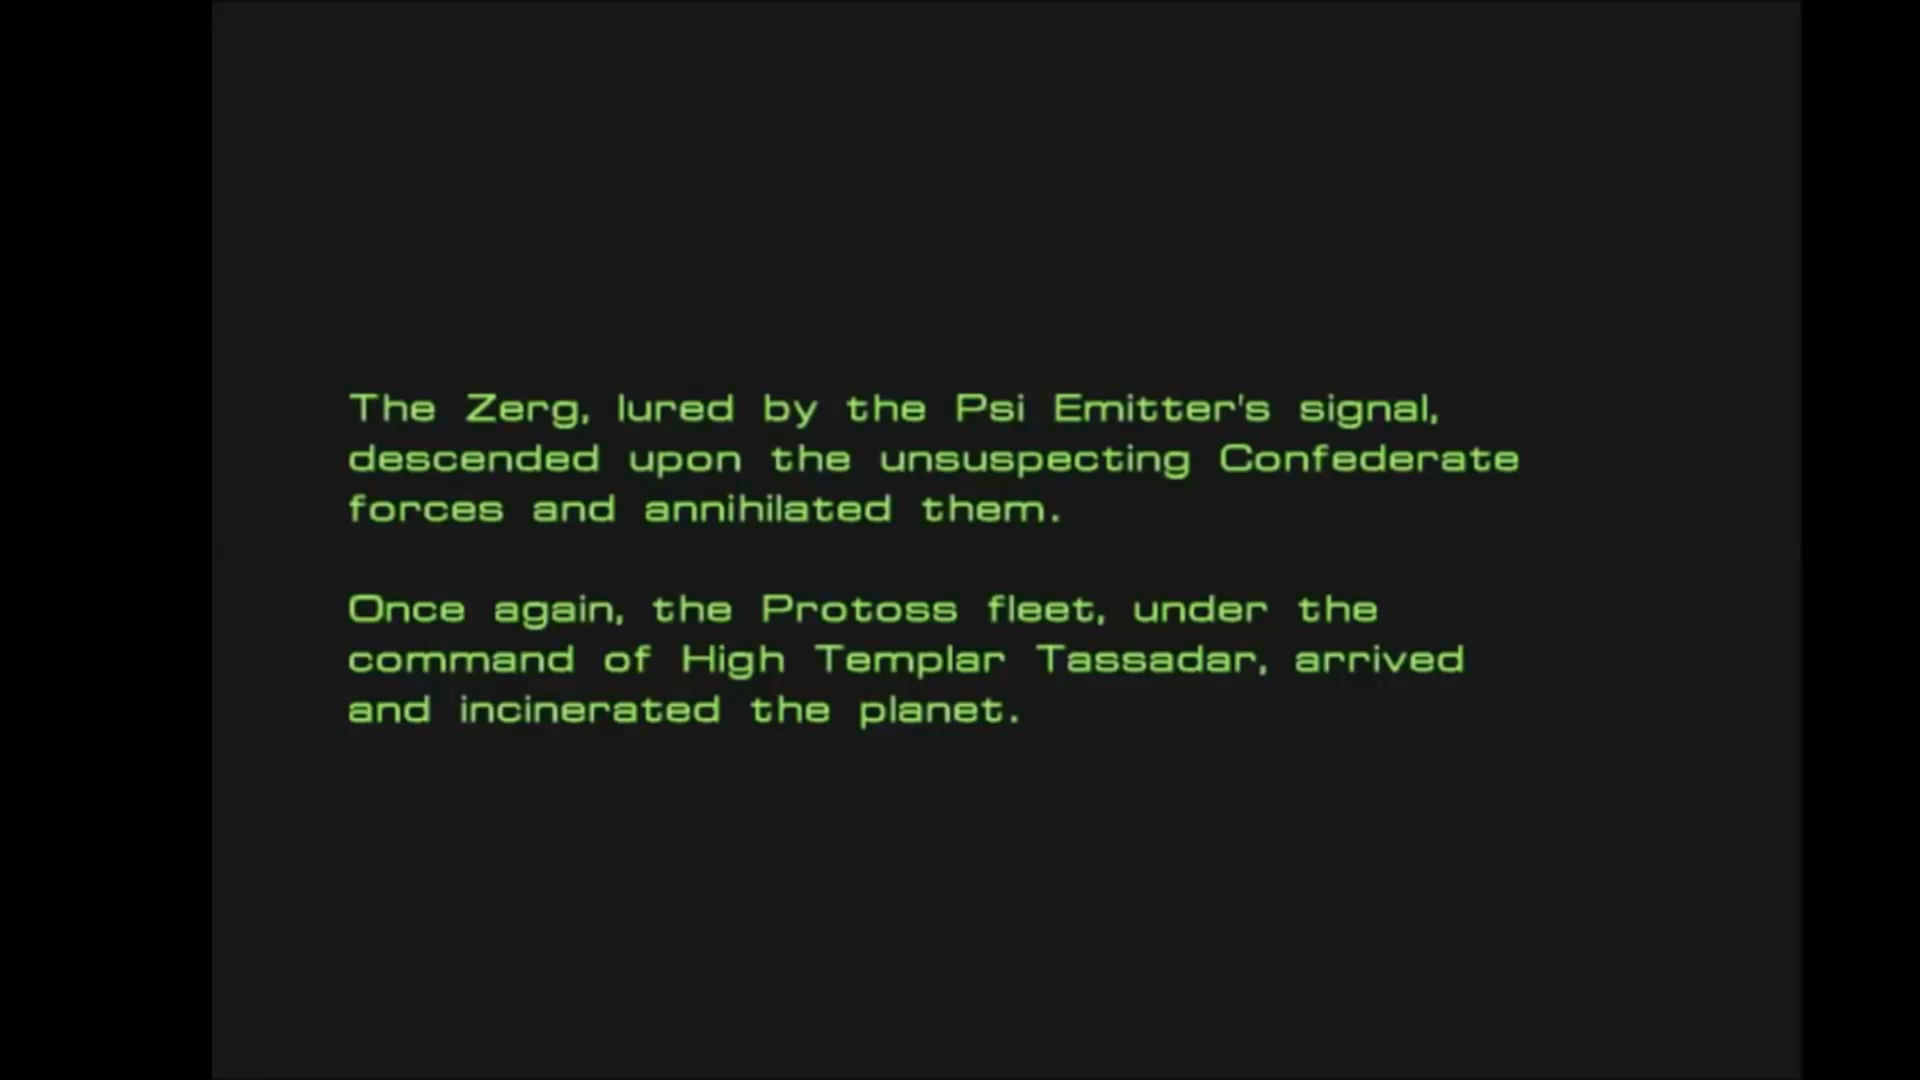 The Zerg, lured by the Psi Emitter's signal,
descended upon the unsuspecting Confederate
forces and annihilated them.
Once again, the Protoss fleet, under the
command of High Templar Tassadar, arrived
and incinerated the planet.